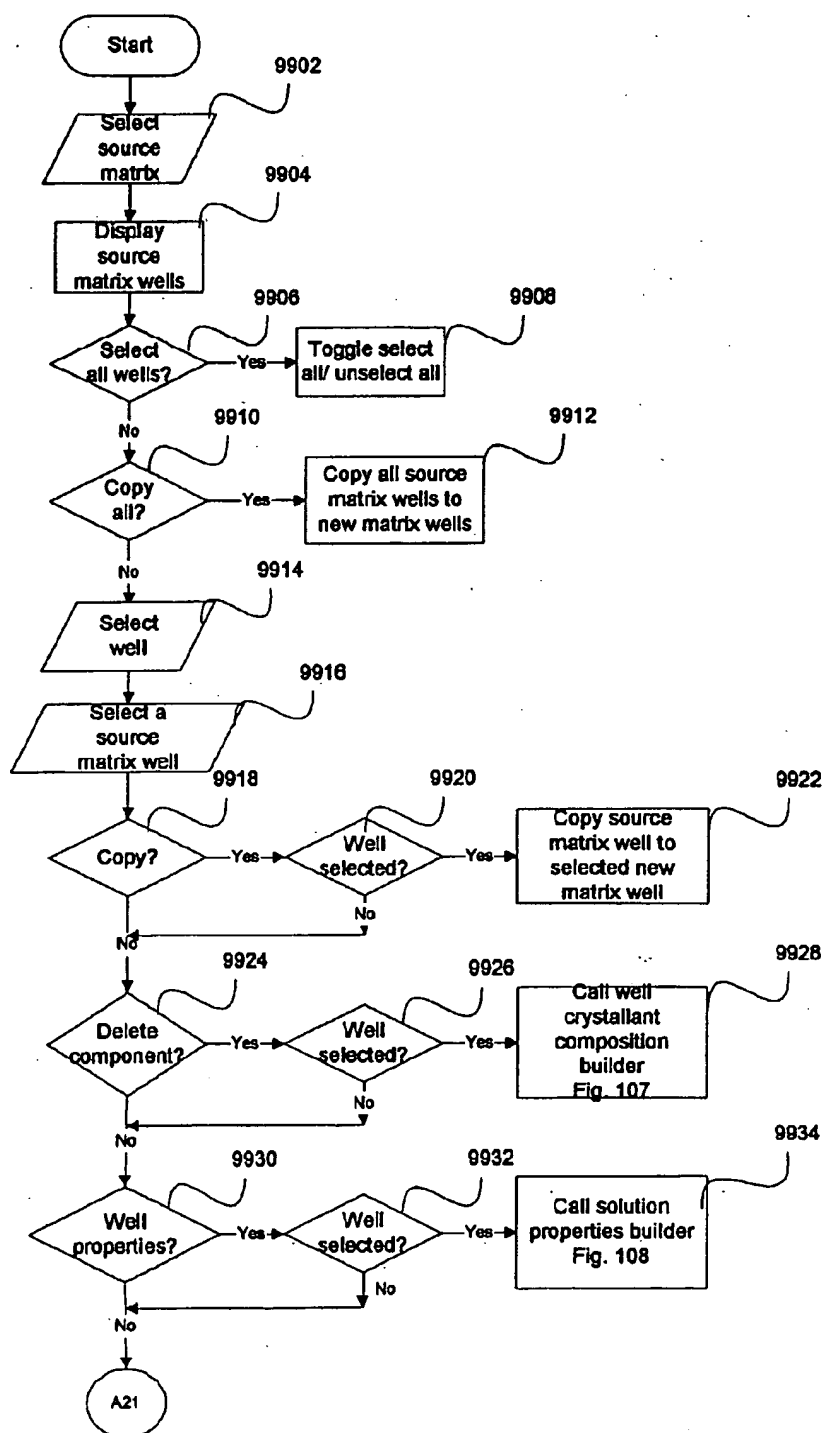 Start
9902
Select
source
matrix
9904
Display
source
matrix wells
9906
9908
Select
all wells?
Yes
Toggle select
all/ unselect all
No
9910
9912
Copy
all?
Yes
Copy all source
matrix wells to
new matrix wells
No
9914
Select
well
9916
Select a
source
matrix well
9918
9920
9922
Copy?
Yes
Well
selected?
Yes
Copy source
matrix well to
selected new
matrix well
No
No
9924
9926
9928
Delete
component?
Yes
Well
selected?
Yes
Call well
crystallant
composition
builder
Fig. 107
No
No
9930
9932
9934
Well
properties?
Yes
Well
selected?
Yes
Call solution
properties builder
Fig. 108
No
No
A21